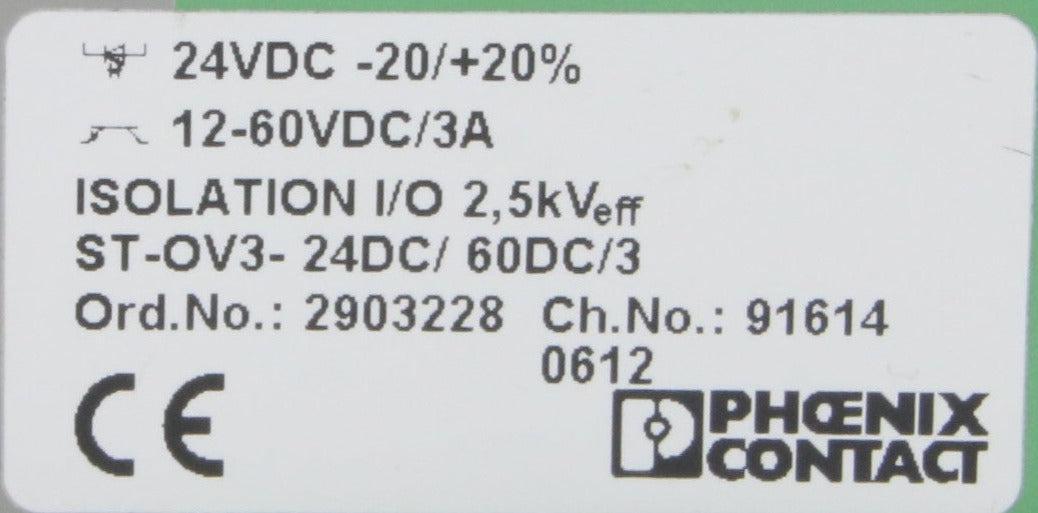 24VDC -20/+20%
12-60VDC/3A
ISOLATION I/O 2,5kVeff
ST-OV3- 24DC/ 60DC/3
Ord.No.: 2903228 Ch.No.: 91614
0612
CE
PHŒNIX
CONTACT